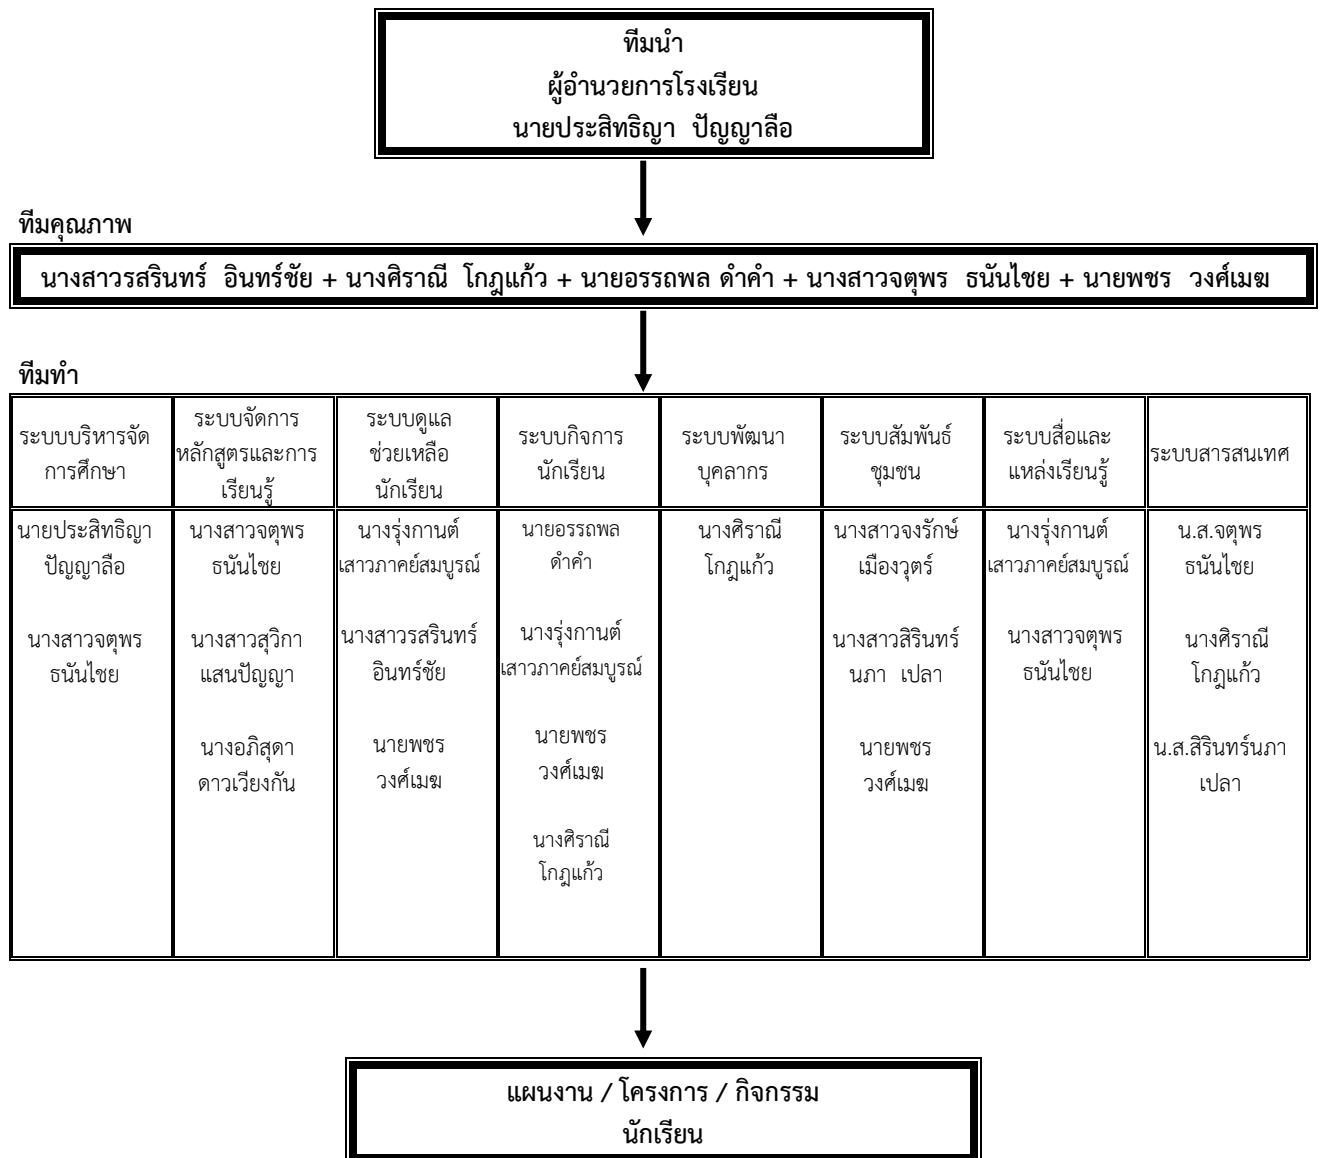 ทีมนำ
ผู้อำนวยการโรงเรียน
นายประสิทธิญา ปัญญาลือ
ทีมคุณภาพ
นางสาวรสรินทร์ อินทร์ชัย + นางศิราณี โกฎแก้ว + นายอรรถพล ดำคำ + นางสาวจตุพร ธนันไชย + นายพชร วงศ์เมฆ
ทีมทำ
ระบบบริหารจัด
การศึกษา
ระบบจัดการ
หลักสูตรและการ
เรียนรู้
ระบบดูแล
ช่วยเหลือ
นักเรียน
ระบบกิจการ
นักเรียน
ระบบพัฒนา
บุคลากร
ระบบสัมพันธ์
ชุมชน
ระบบสื่อและ
แหล่งเรียนรู้
ระบบสารสนเทศ
นายประสิทธิญา
ปัญญาลือ
นางสาวจตุพร
ธนันไชย
นางสาวจตุพร
ธนันไชย
นางสาวสุวิกา
แสนปัญญา
นางอภิสุดา
ดาวเวียงกัน
นางรุ่งกานต์
เสาวภาคย์สมบูรณ์
นางสาวรสรินทร์
อินทร์ชัย
นายพชร
วงศ์เมฆ
นายอรรถพล
ดำคำ
นางรุ่งกานต์
เสาวภาคย์สมบูรณ์
นายพชร
วงศ์เมฆ
นางศิราณี
โกฎแก้ว
นางศิราณี
โกฎแก้ว
นางสาวจงรักษ์
เมืองวุตร์
นางสาวสิรินทร์
นภา เปลา
นายพชร
วงศ์เมฆ
นางรุ่งกานต์
เสาวภาคย์สมบูรณ์
นางสาวจตุพร
ธนันไชย
น.ส.จตุพร
ธนันไชย
นางศิราณี
โกฎแก้ว
น.ส.สิรินทร์นภา
เปลา
แผนงาน / โครงการ / กิจกรรม
นักเรียน